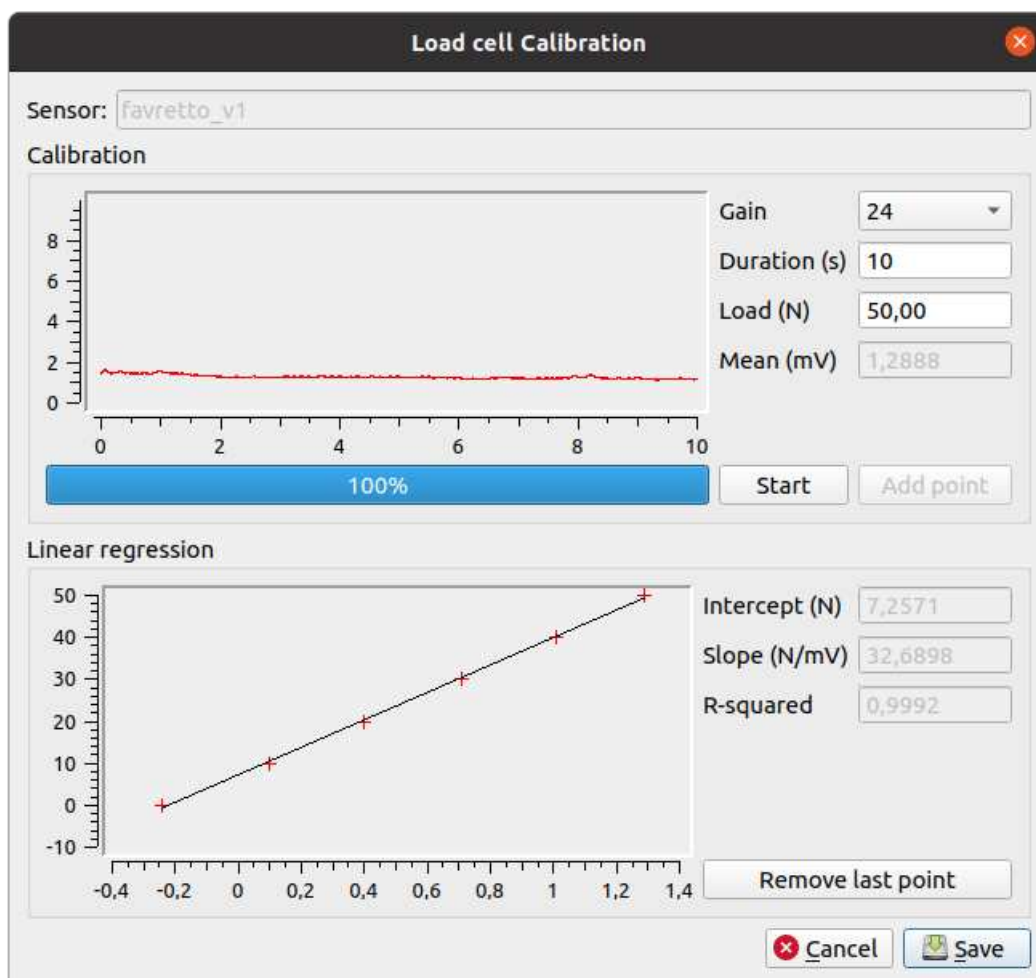 Load cell Calibration
Sensor: favretto_v1
Calibration
8
6
4
2
0
0 2 4 6 8 10
Gain 24
Duration (s) 10
Load (N) 50,00
Mean (mV) 1,2888
100% Start Add point
Linear regression
50
40
30
20
10
0
-10
-0,4 -0,2 0 0,2 0,4 0,6 0,8 1 1,2 1,4
Intercept (N) 7,2571
Slope (N/mV) 32,6898
R-squared 0,9992
Remove last point
Cancel Save